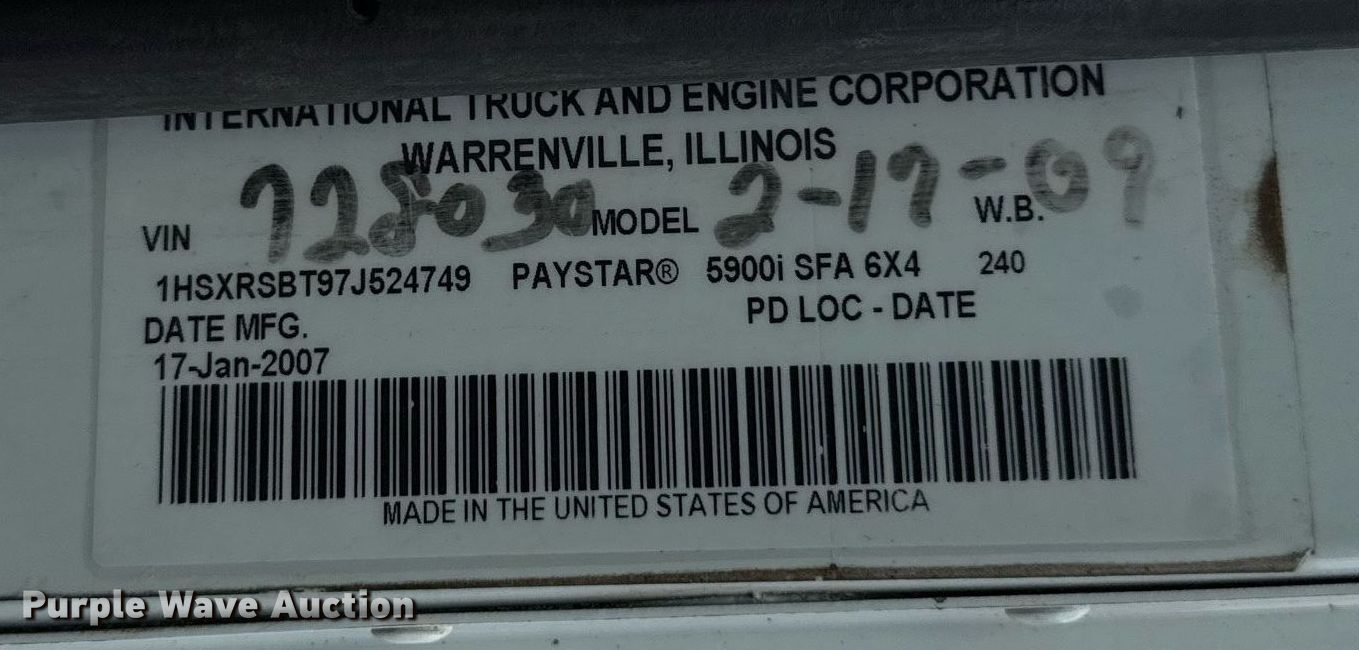 INTERNATIONAL TRUCK AND ENGINE CORPORATION
WARRENVILLE, ILLINOIS
728030 2-17-09
VIN MODEL W.B.
1HSXRSBT97J524749 PAYSTAR® 5900i SFA 6X4 240
DATE MFG. PD LOC - DATE
17-Jan-2007
MADE IN THE UNITED STATES OF AMERICA
Purple Wave Auction